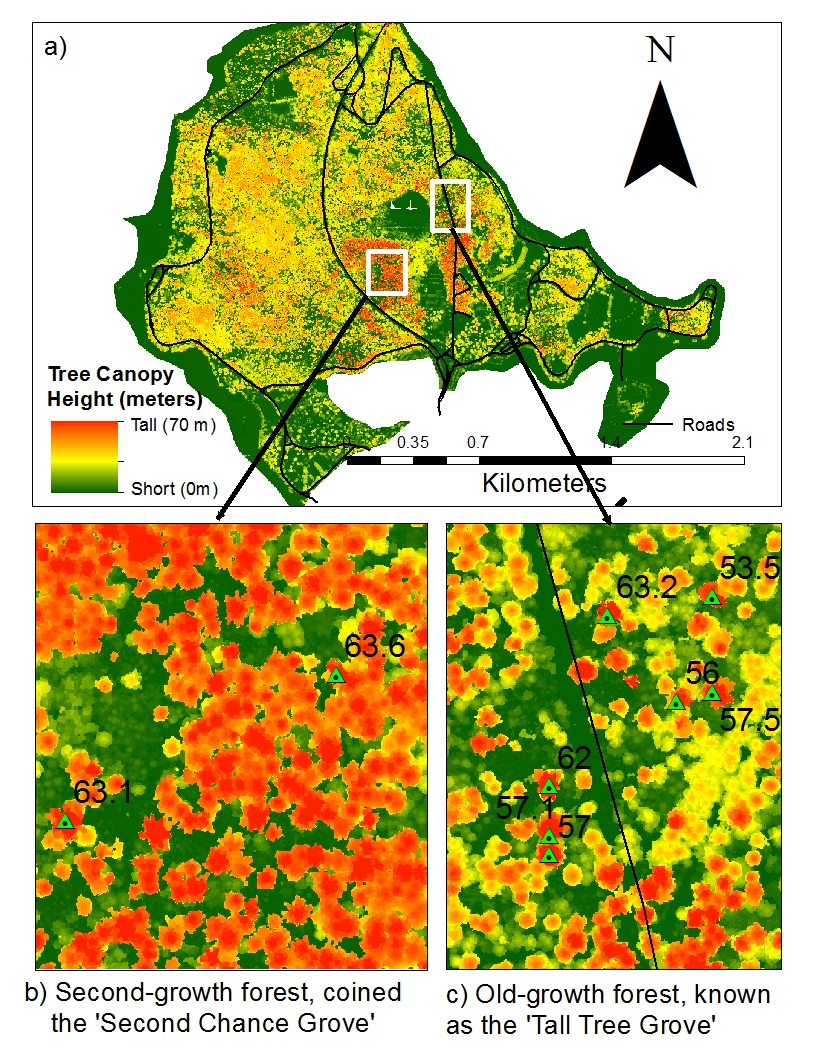 a)
N
Tree Canopy
Height (meters)
Tall (70 m)
Short (0m)
Roads
0.35 0.7 1.4 2.1
Kilometers
63.6
63.1
63.2
53.5
56
57.5
62
57.1
57
b) Second-growth forest, coined
the 'Second Chance Grove'
c) Old-growth forest, known
as the 'Tall Tree Grove'